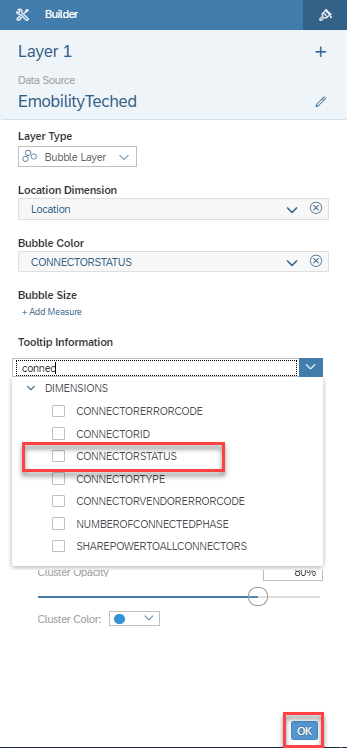 Builder
Layer 1
Data Source
EmobilityTeched
Layer Type
Bubble Layer
Location Dimension
Location
Bubble Color
CONNECTORSTATUS
Bubble Size
+ Add Measure
Tooltip Information
connec
DIMENSIONS
CONNECTORERRORCODE
CONNECTORID
CONNECTORSTATUS
CONNECTORTYPE
CONNECTORVENDORERRORCODE
NUMBEROFCONNECTEDPHASE
SHAREPOWERTOALLCONNECTORS
Cluster Opacity 80%
Cluster Color:
OK